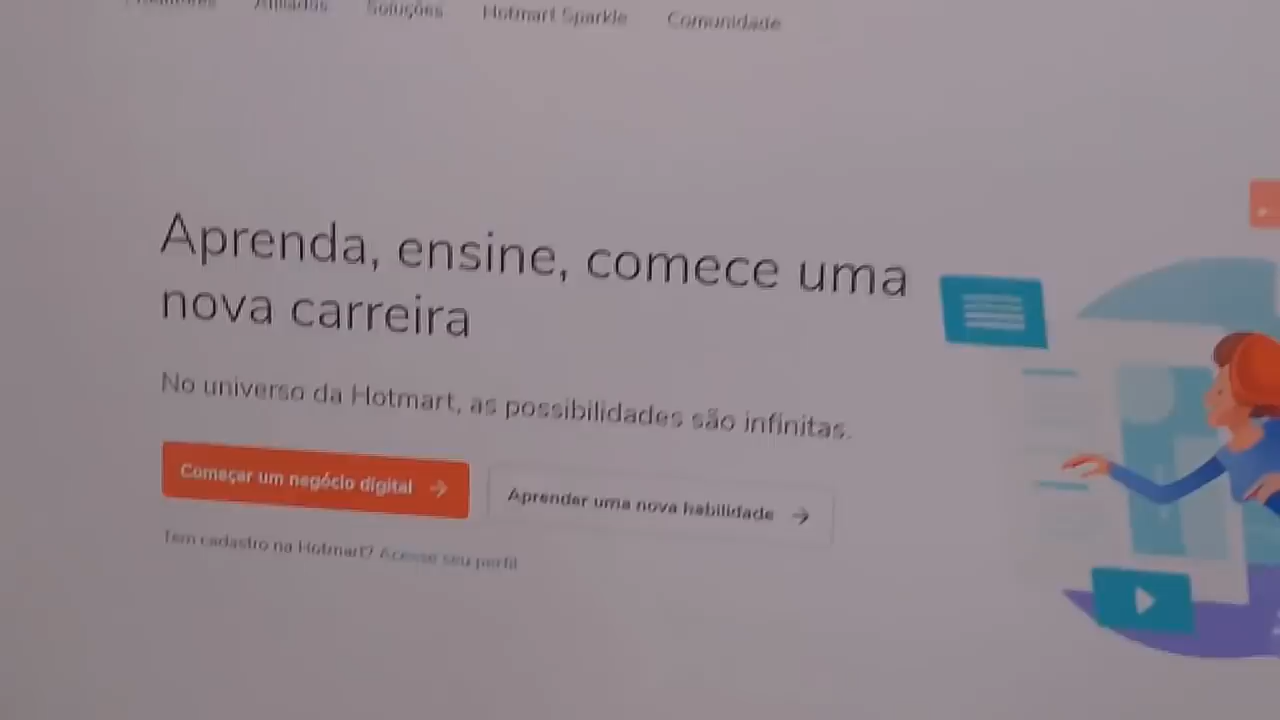 Afiliados Soluções Hotmart Sparkle Comunidade
Aprenda, ensine, comece uma
nova carreira
No universo da Hotmart, as possibilidades são infinitas.
Começar um negócio digital →
Aprender uma nova habilidade →
Tem cadastro na Hotmart? Acesse seu perfil